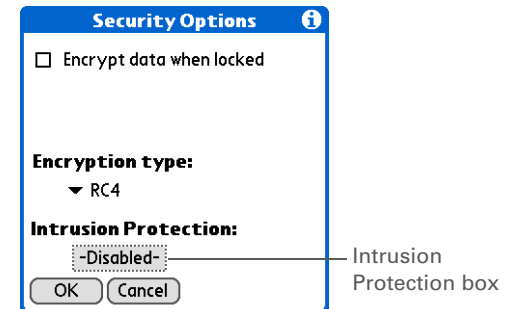 Security Options
Encrypt data when locked
Encryption type:
RC4
Intrusion Protection:
-Disabled-
OK Cancel
Intrusion
Protection box